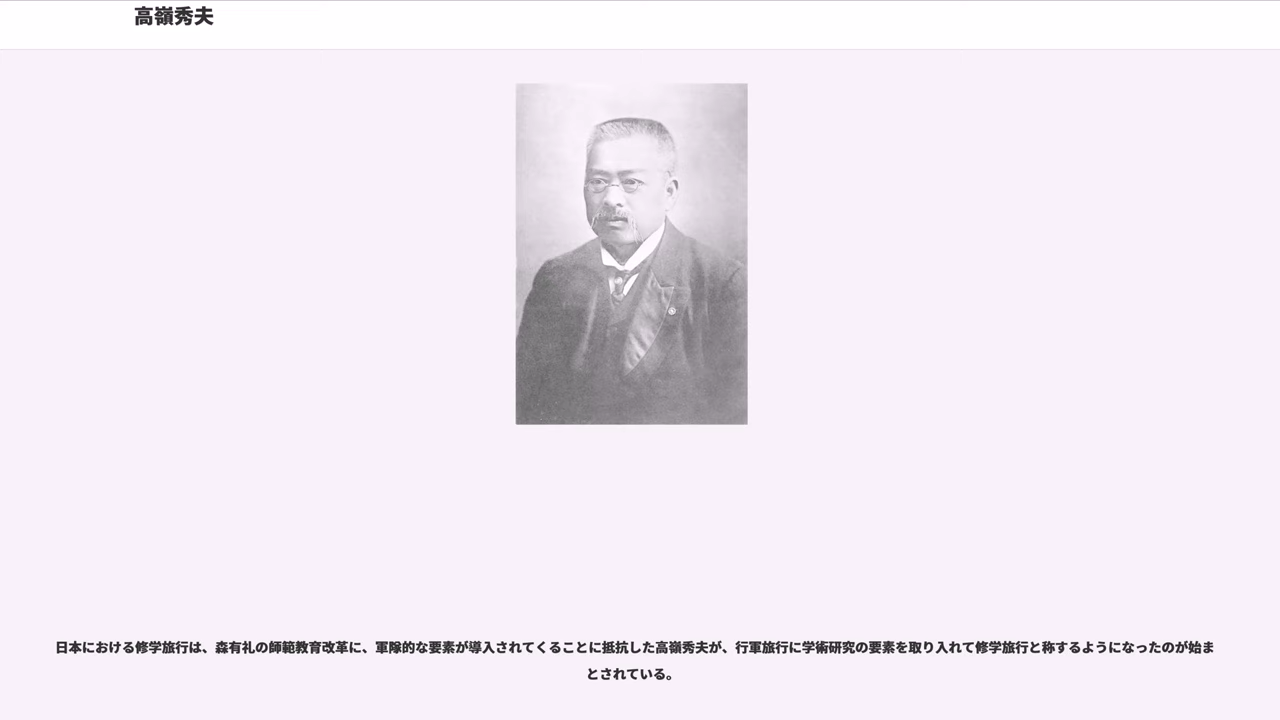 高嶺秀夫
日本における修学旅行は、森有礼の師範教育改革に、軍隊的な要素が導入されてくることに抵抗した高嶺秀夫が、行軍旅行に学術研究の要素を取り入れて修学旅行と称するようになったのが始ま
とされている。